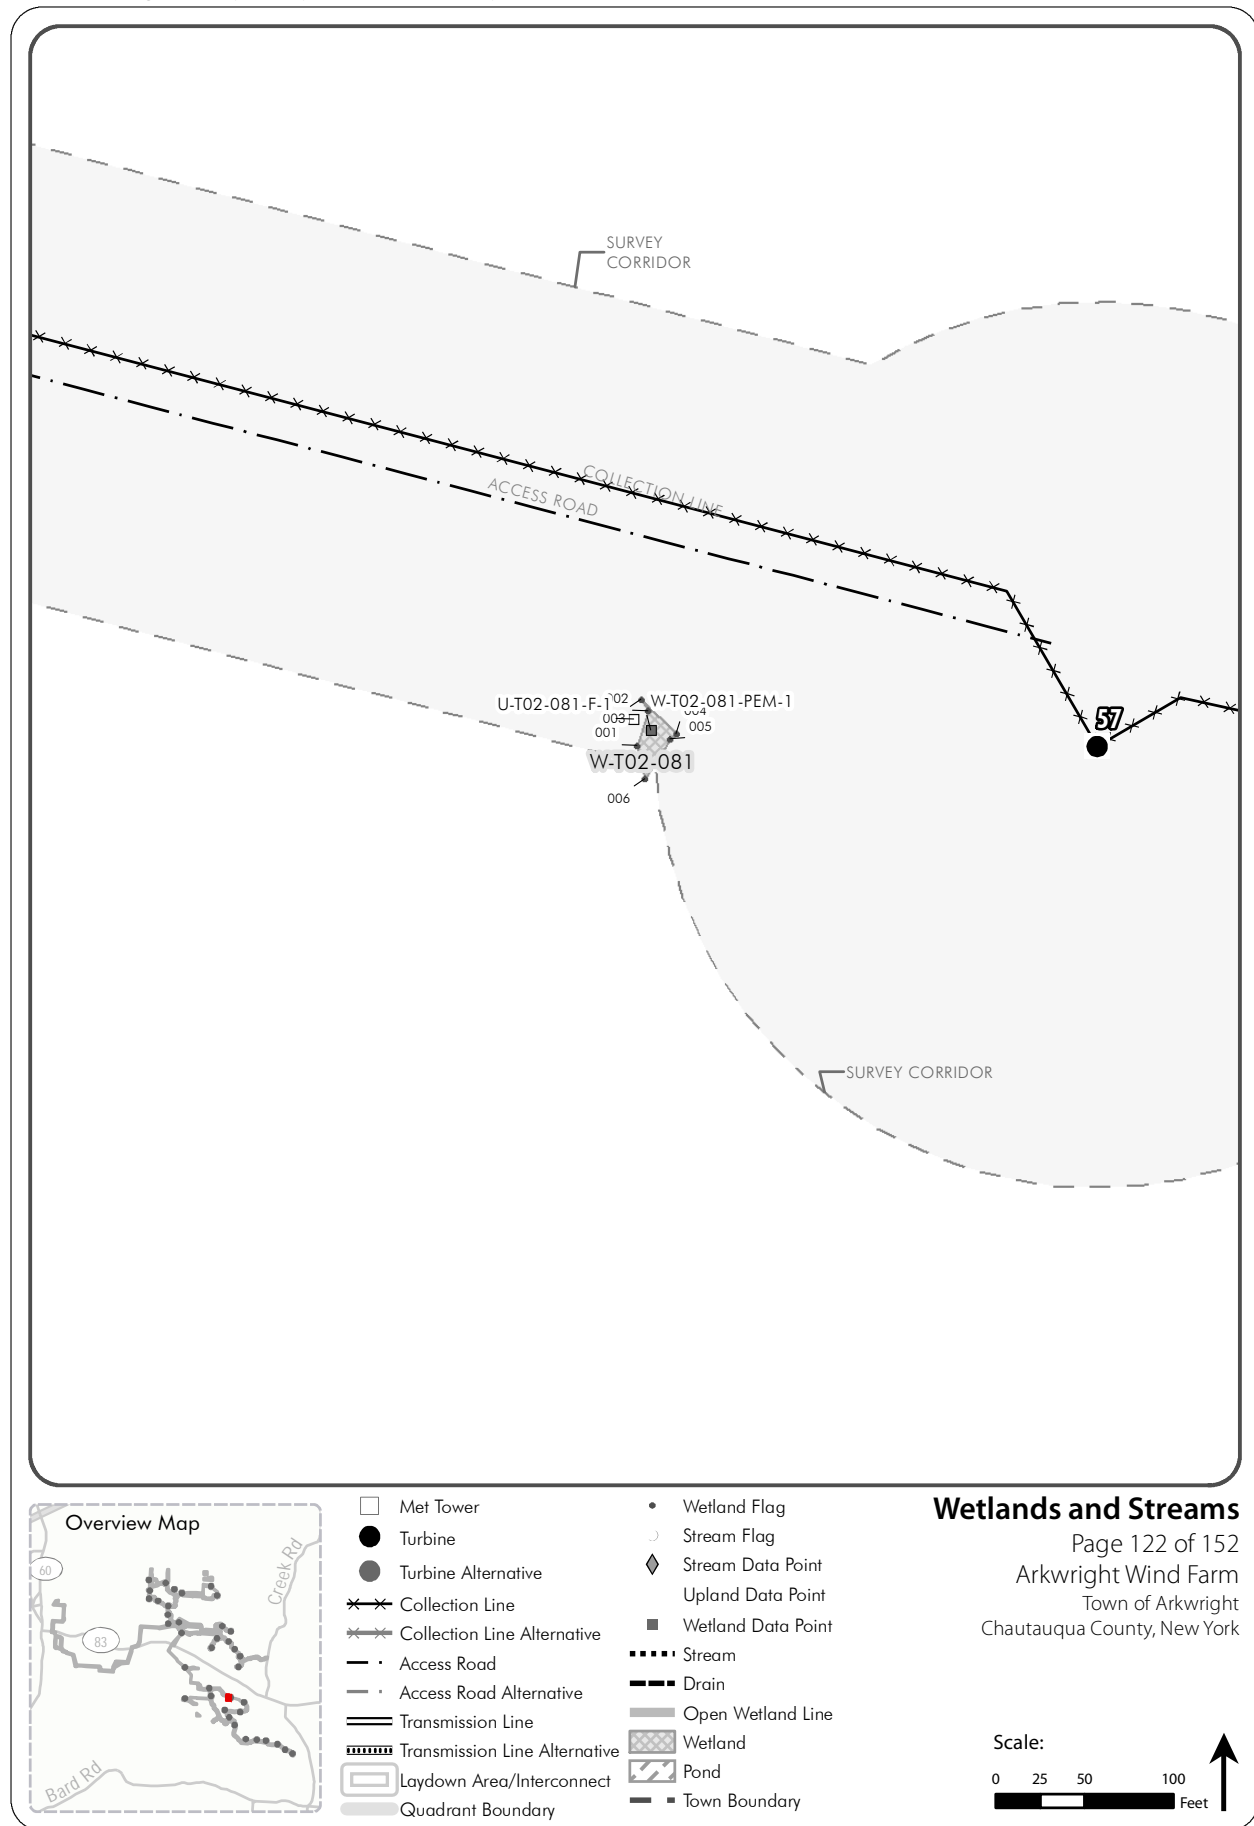 SURVEY
CORRIDOR
COLLECTION LINE
ACCESS ROAD
57
U-T02-081-F-1
002
W-T02-081-PEM-1
003
004
005
001
W-T02-081
006
SURVEY CORRIDOR
Overview Map
60
83
Creek Rd
Bard Rd
Met Tower
Turbine
Turbine Alternative
Collection Line
Collection Line Alternative
Access Road
Access Road Alternative
Transmission Line
Transmission Line Alternative
Laydown Area/Interconnect
Quadrant Boundary
Wetland Flag
Stream Flag
Stream Data Point
Upland Data Point
Wetland Data Point
Stream
Drain
Open Wetland Line
Wetland
Pond
Town Boundary
Wetlands and Streams
Page 122 of 152
Arkwright Wind Farm
Town of Arkwright
Chautauqua County, New York
Scale:
0 25 50 100
Feet